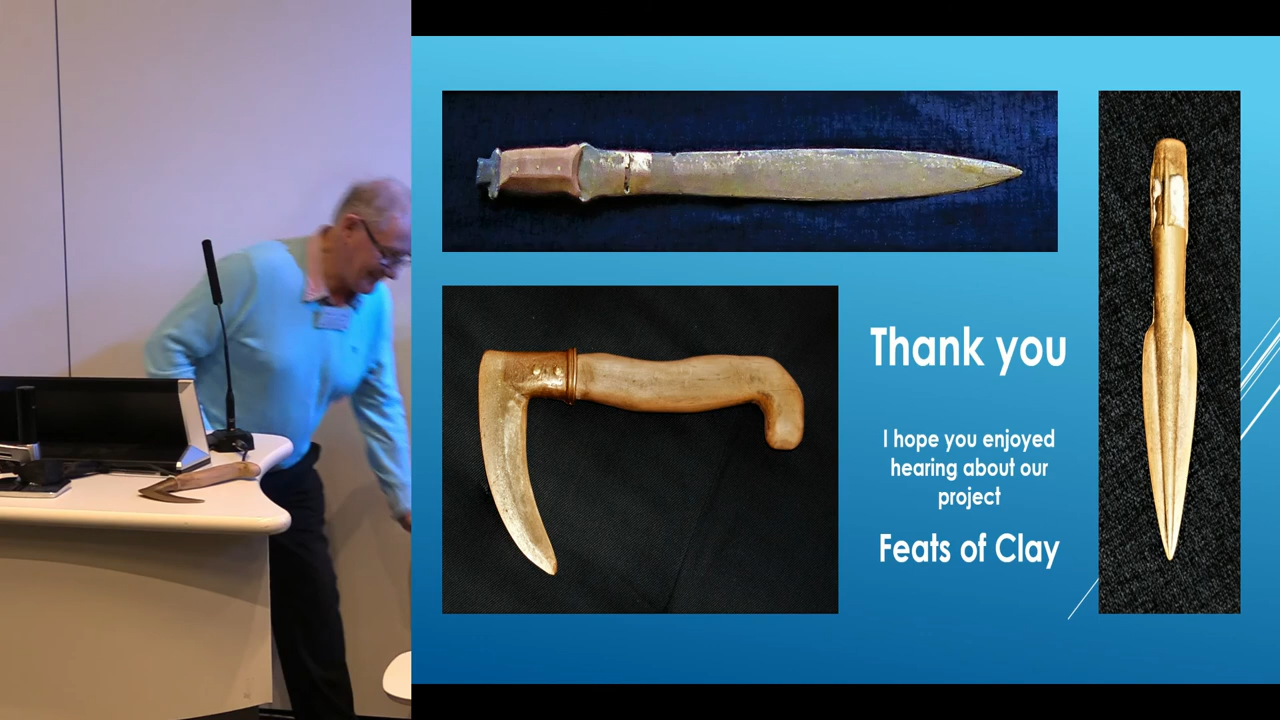 Thank you
I hope you enjoyed
hearing about our
project
Feats of Clay